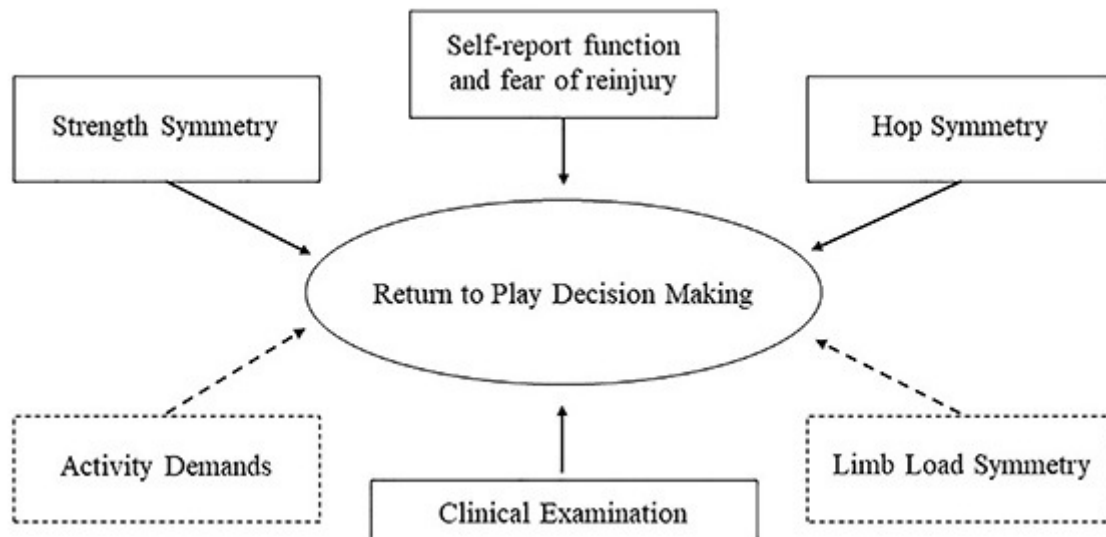 Self-report function
and fear of reinjury
Strength Symmetry
Hop Symmetry
Return to Play Decision Making
Activity Demands
Limb Load Symmetry
Clinical Examination